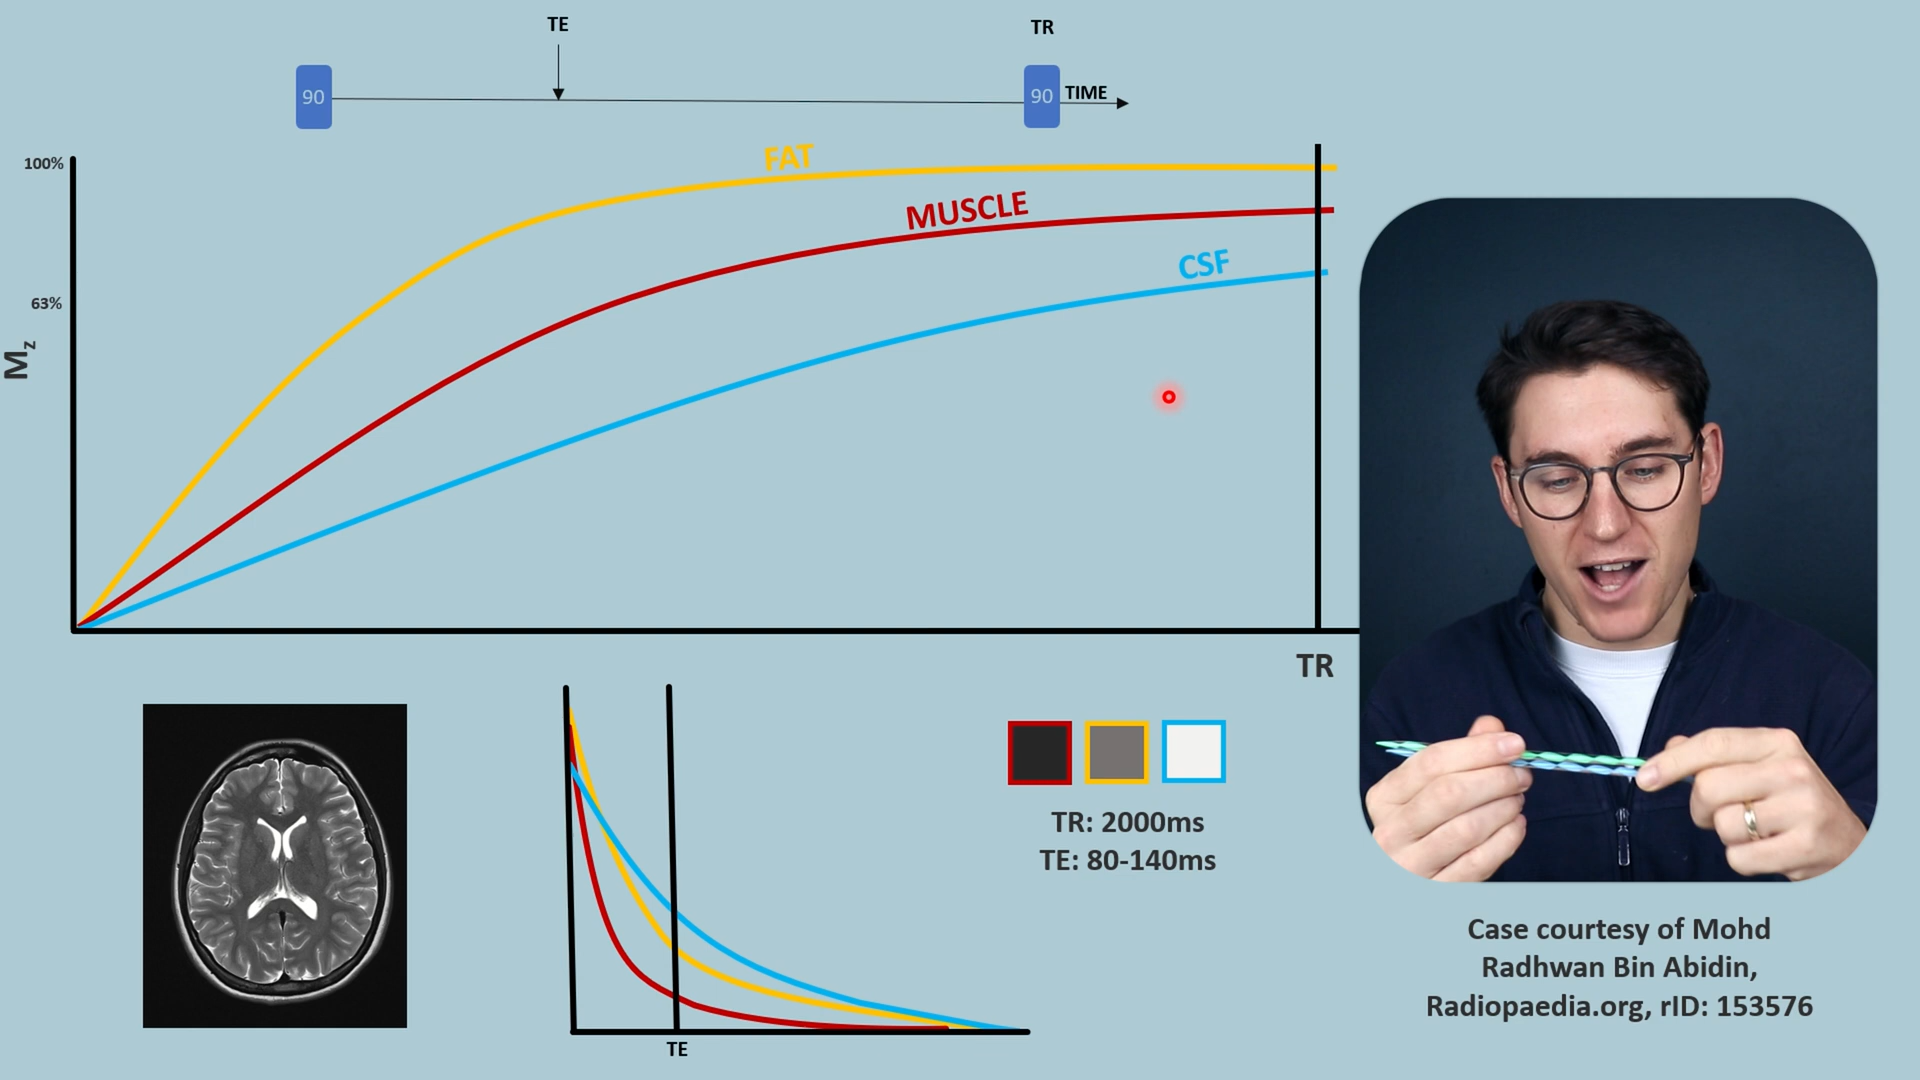 TE
TR
90
90
TIME
100%
FAT
MUSCLE
CSF
63%
Mz
TR
TR: 2000ms
TE: 80-140ms
TE
Case courtesy of Mohd
Radhwan Bin Abidin,
Radiopaedia.org, rID: 153576